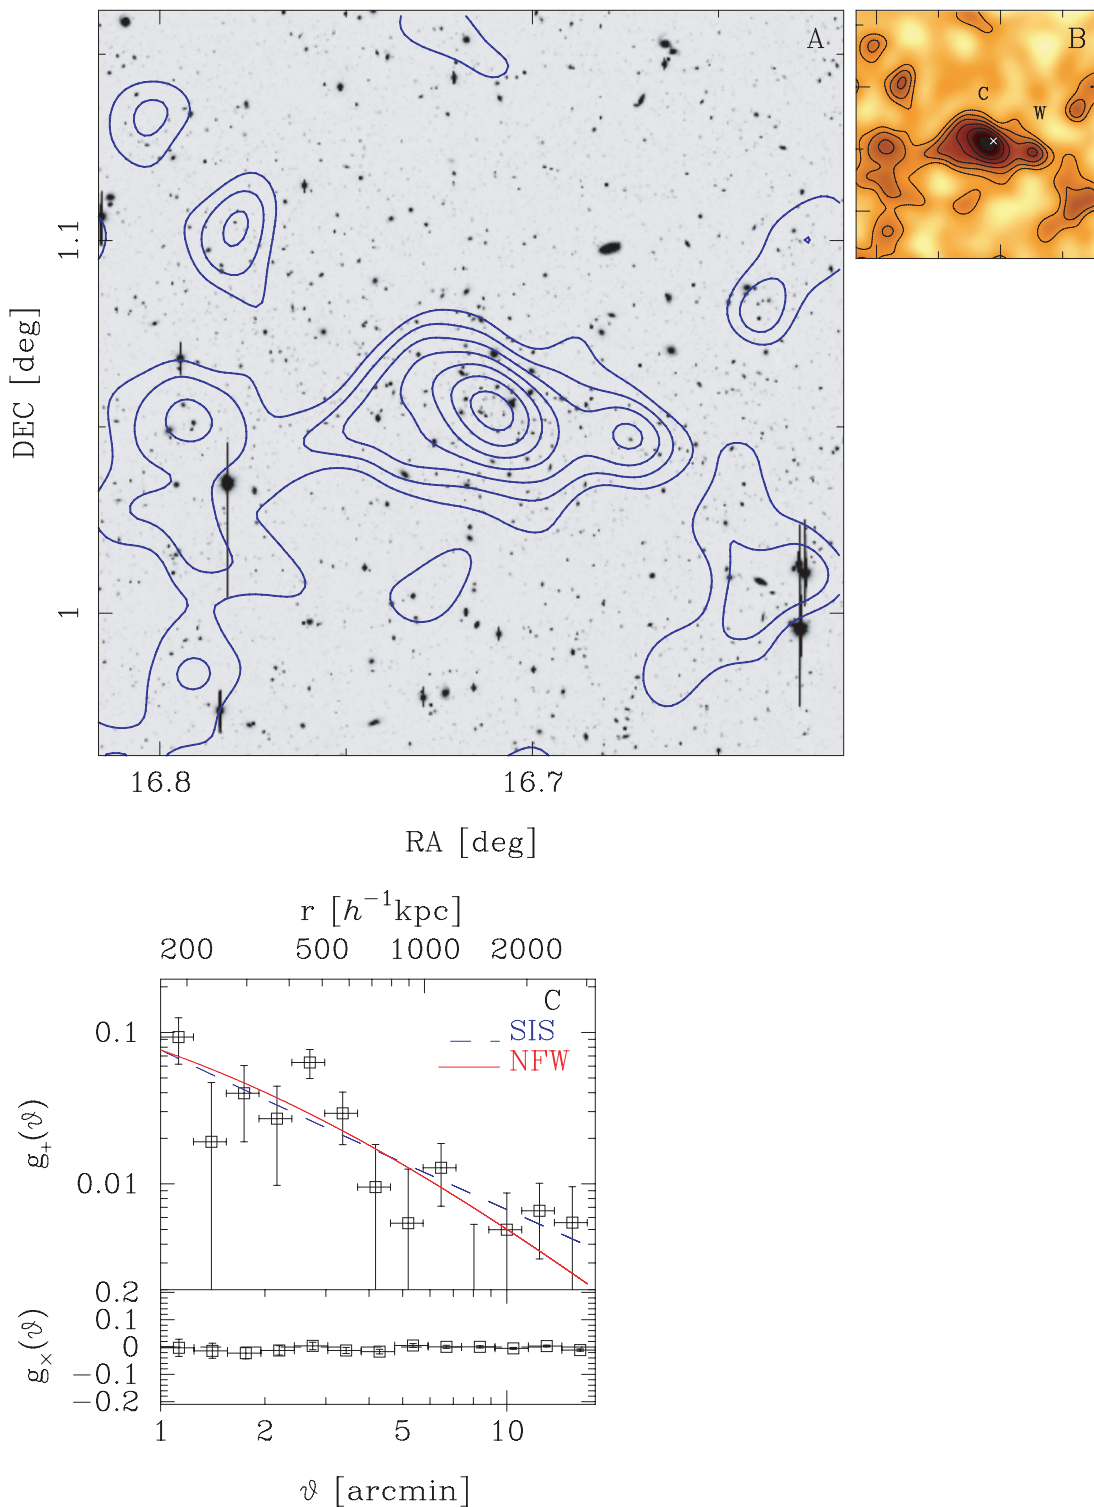 A
B
C
W
×
1.1
1
DEC [deg]
16.8 16.7
RA [deg]
r [h⁻¹kpc]
200 500 1000 2000
C
SIS
NFW
0.1
0.01
g₊(ϑ)
0.2
0.1
0
−0.1
−0.2
g×(ϑ)
1 2 5 10
ϑ [arcmin]